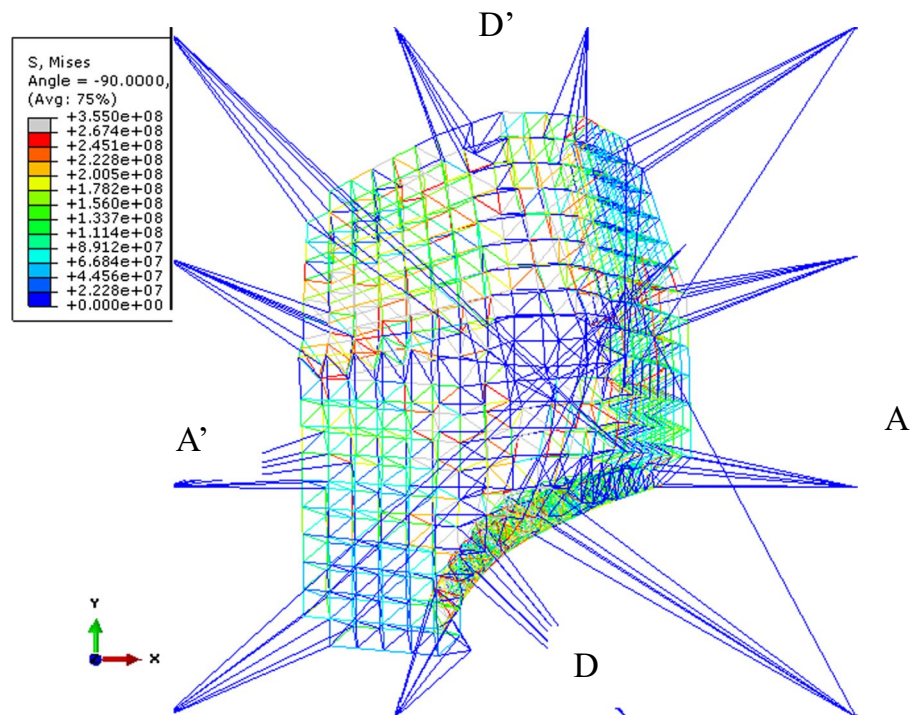 D’
S, Mises
Angle = -90.0000,
(Avg: 75%)
+3.550e+08
+2.674e+08
+2.451e+08
+2.228e+08
+2.005e+08
+1.782e+08
+1.560e+08
+1.337e+08
+1.114e+08
+8.912e+07
+6.684e+07
+4.456e+07
+2.228e+07
+0.000e+00
A’
A
Y
X
D